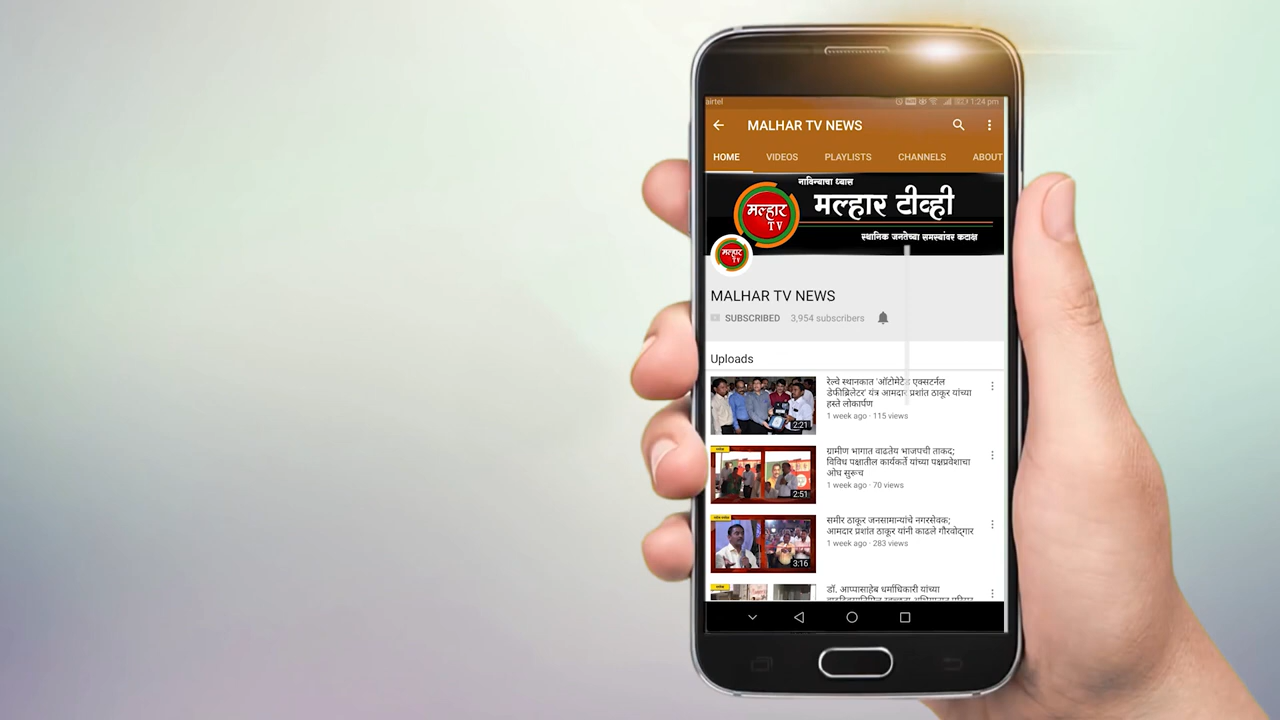 airtel 1:24 pm
MALHAR TV NEWS
HOME VIDEOS PLAYLISTS CHANNELS ABOUT
नाविन्याचा ध्यास
मल्हार टीव्ही
मल्हार
TV
स्थानिक जनतेच्या समस्यांवर कटाक्ष
मल्हार
TV
MALHAR TV NEWS
SUBSCRIBED 3,954 subscribers
Uploads
रेल्वे स्थानकात 'ऑटोमेटेड एक्सटर्नल
डेफीब्रिलेटर' यंत्र आमदार प्रशांत ठाकूर यांच्या
हस्ते लोकार्पण
1 week ago · 115 views
2:21
ग्रामीण भागात वाढतेय भाजपची ताकद;
विविध पक्षातील कार्यकर्ते यांच्या पक्षप्रवेशाचा
ओघ सुरूच
1 week ago · 70 views
2:51
समीर ठाकूर जनसामान्यांचे नगरसेवक;
आमदार प्रशांत ठाकूर यांनी काढले गौरवोद्गार
1 week ago · 283 views
3:16
डॉ. आप्पासाहेब धर्माधिकारी यांच्या